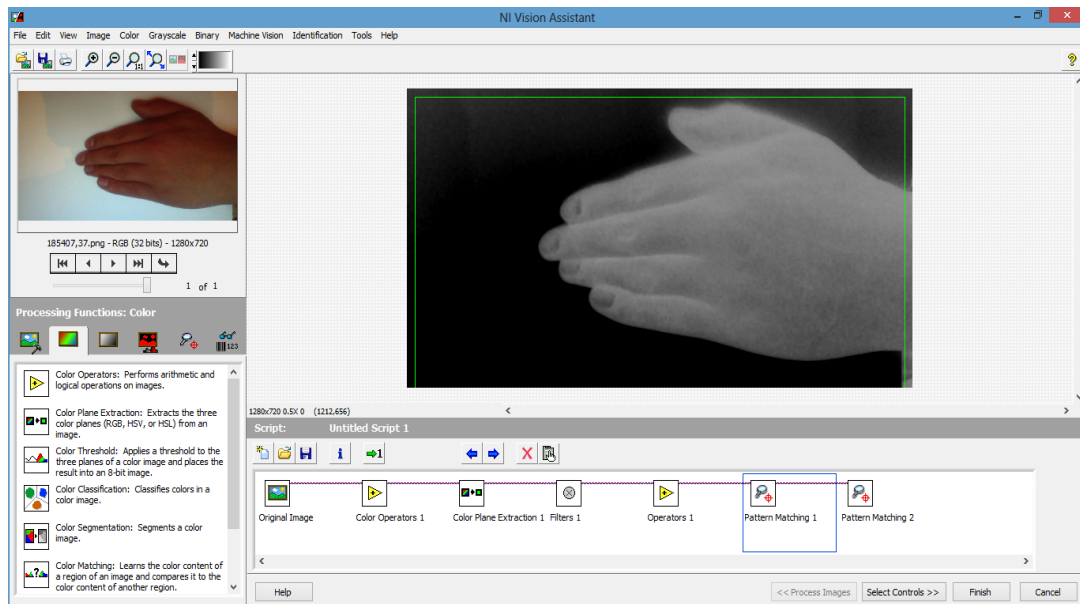 NI Vision Assistant
File Edit View Image Color Grayscale Binary Machine Vision Identification Tools Help
1:1
?
185407,37.png - RGB (32 bits) - 1280x720
1 of 1
Processing Functions: Color
123
Color Operators: Performs arithmetic and
logical operations on images.
Color Plane Extraction: Extracts the three
color planes (RGB, HSV, or HSL) from an
image.
Color Threshold: Applies a threshold to the
three planes of a color image and places the
result into an 8-bit image.
Color Classification: Classifies colors in a
color image.
Color Segmentation: Segments a color
image.
Color Matching: Learns the color content of
a region of an image and compares it to the
color content of another region.
1280x720 0.5X 0 (1212,656)
Script: Untitled Script 1
1
Original Image Color Operators 1 Color Plane Extraction 1 Filters 1 Operators 1 Pattern Matching 1 Pattern Matching 2
Help << Process Images Select Controls >> Finish Cancel